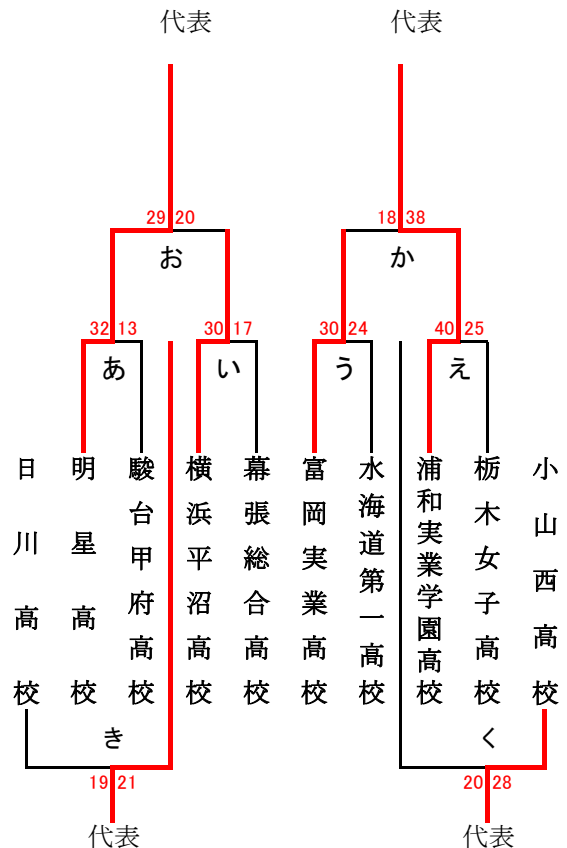 代表 代表
29 20 18 38
お か
32 13 30 17 30 24 40 25
あ い う え
日川高校
明星高校
駿台甲府高校
横浜平沼高校
幕張総合高校
富岡実業高校
水海道第一高校
浦和実業学園高校
栃木女子高校
小山西高校
き く
19 21 20 28
代表 代表